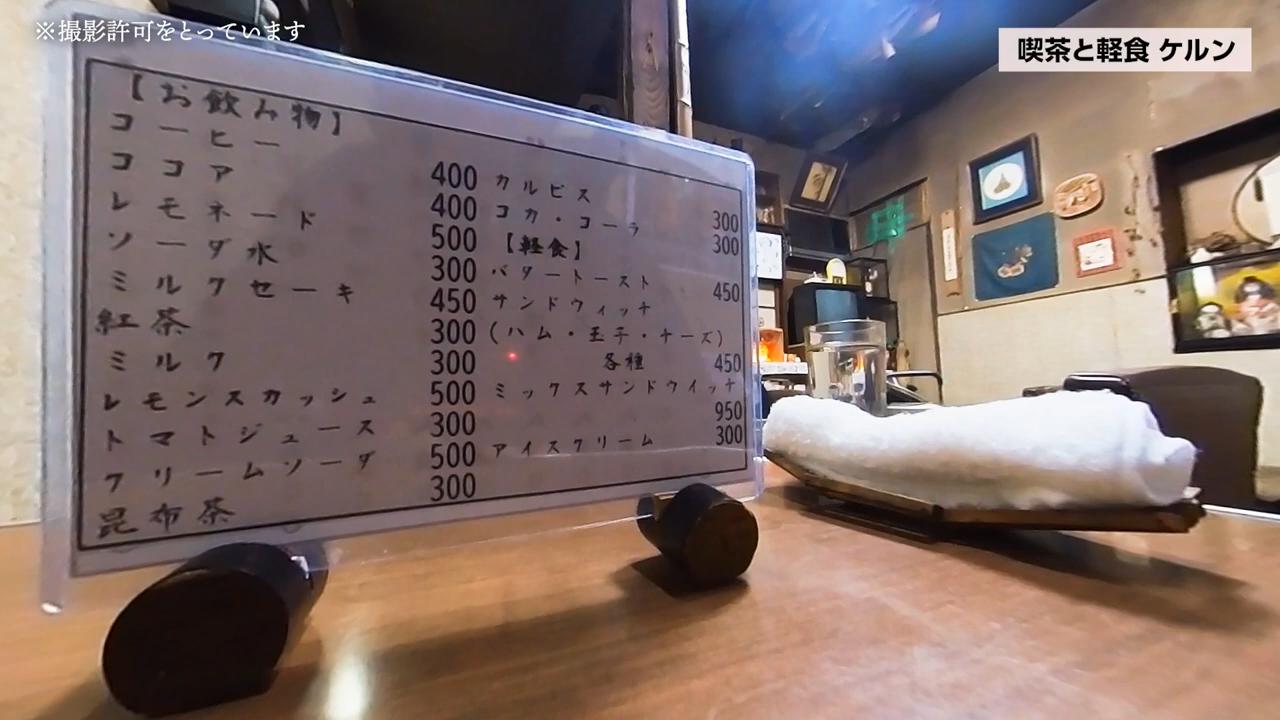 ※撮影許可をとっています
喫茶と軽食 ケルン
【お飲み物】
コーヒー 400
ココア 400
レモネード 500
ソーダ水 300
ミルクセーキ 450
紅茶 300
ミルク 300
レモンスカッシュ 500
トマトジュース 300
クリームソーダ 500
昆布茶 300
カルピス 300
コカ・コーラ 300
【軽食】
バタートースト 450
サンドウィッチ
(ハム・玉子・チーズ)
各種 450
ミックスサンドウイッチ
950
アイスクリーム 300